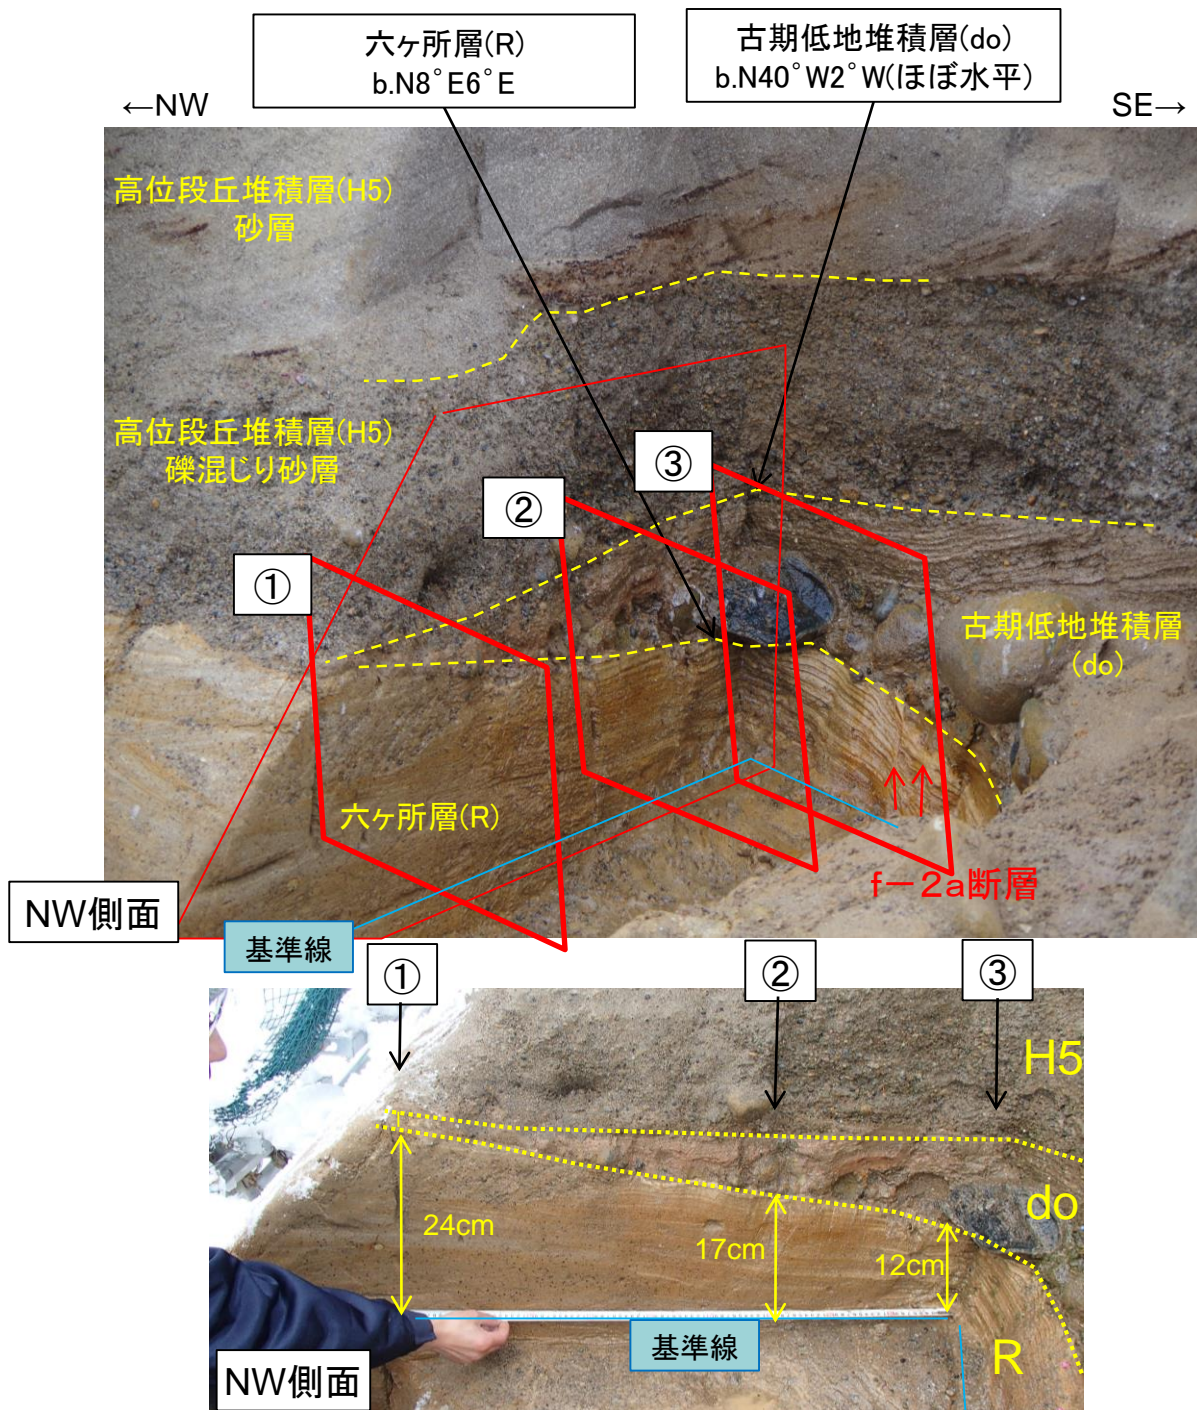 六ヶ所層(R)
b.N8°E6°E
古期低地堆積層(do)
b.N40°W2°W(ほぼ水平)
←NW
SE→
高位段丘堆積層(H5)
砂層
高位段丘堆積層(H5)
礫混じり砂層
①
②
③
古期低地堆積層
(do)
六ヶ所層(R)
f－2a断層
NW側面
基準線
①
②
③
H5
do
24cm
17cm
12cm
基準線
R
NW側面